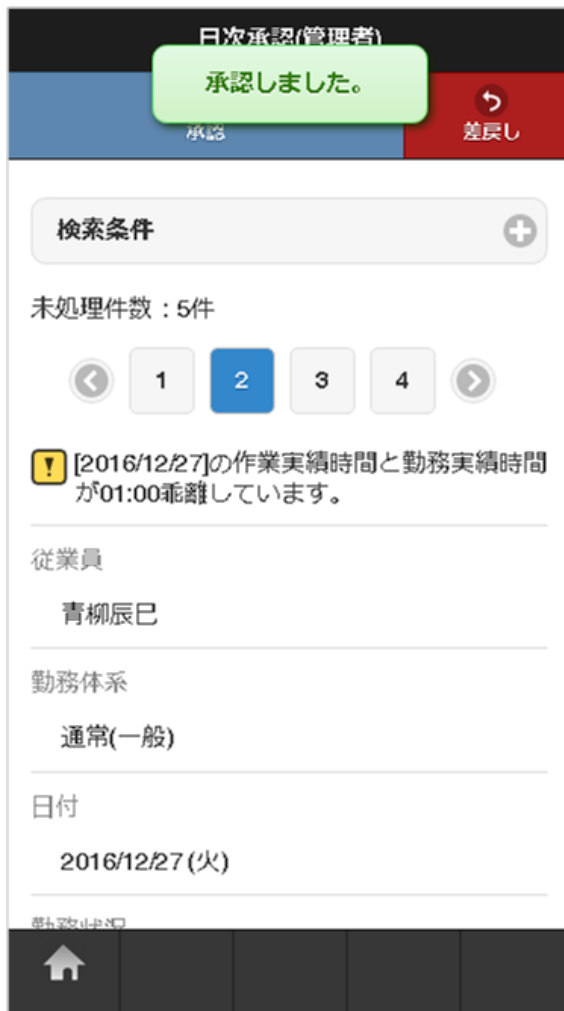 日次承認(管理者)
承認しました。
承認
差戻し
検索条件
未処理件数:5件
1 2 3 4
[2016/12/27]の作業実績時間と勤務実績時間
が01:00乖離しています。
従業員
青柳辰巳
勤務体系
通常(一般)
日付
2016/12/27 (火)
勤務状況